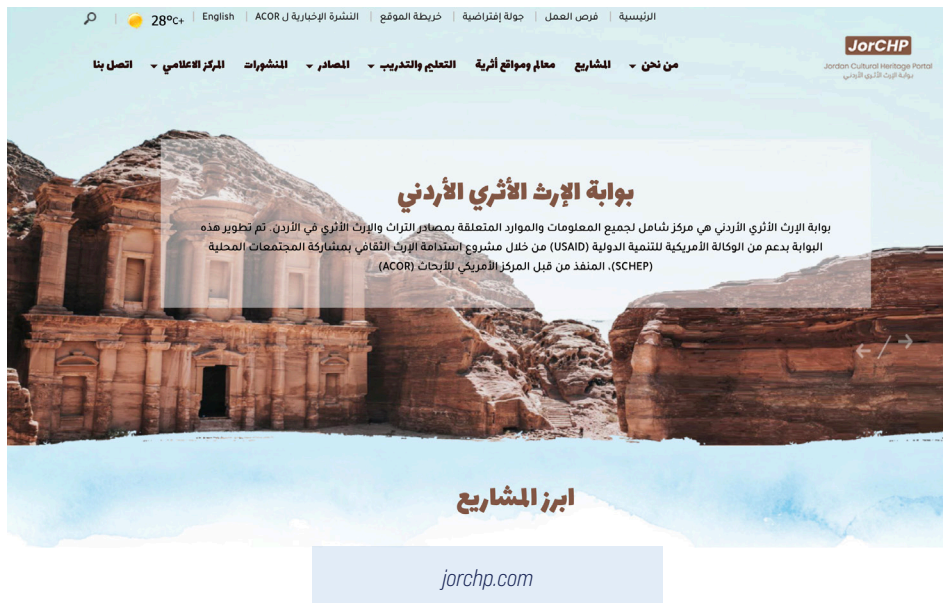 الرئيسية | فرص العمل | جولة إفتراضية | خريطة الموقع | النشرة الإخبارية ل ACOR | English | 28°C+ |
JorCHP
Jordan Cultural Heritage Portal
بوابة الإرث الأثري الأردني
من نحن المشاريع معالم ومواقع أثرية التعليم والتدريب المصادر المنشورات المركز الاعلامي اتصل بنا
بوابة الإرث الأثري الأردني
بوابة الإرث الأثري الأردني هي مركز شامل لجميع المعلومات والموارد المتعلقة بمصادر التراث والإرث الأثري في الأردن. تم تطوير هذه
البوابة بدعم من الوكالة الأمريكية للتنمية الدولية (USAID) من خلال مشروع استدامة الإرث الثقافي بمشاركة المجتمعات المحلية
(SCHEP)، المنفذ من قبل المركز الأمريكي للأبحاث (ACOR)
ابرز المشاريع
jorchp.com